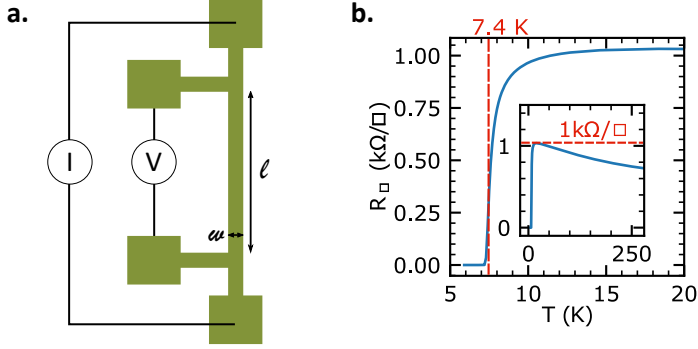 a.
I
V
ℓ
w
b.
7.4 K
1.00
0.75
0.50
0.25
0.00
R□ (kΩ/□)
5
10
15
20
T (K)
1kΩ/□
1
0
0
250